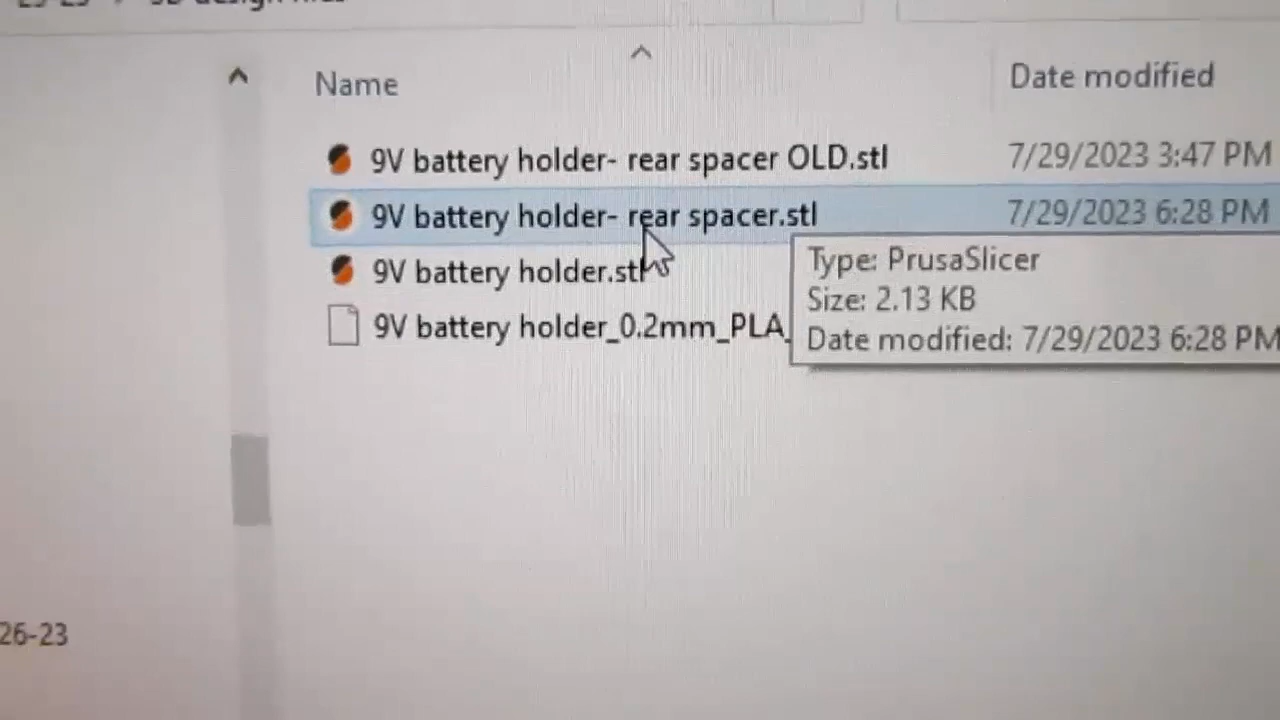 Name
Date modified
9V battery holder- rear spacer OLD.stl
7/29/2023 3:47 PM
9V battery holder- rear spacer.stl
7/29/2023 6:28 PM
Type: PrusaSlicer
9V battery holder.stl
Size: 2.13 KB
9V battery holder_0.2mm_PLA_
Date modified: 7/29/2023 6:28 PM
26-23